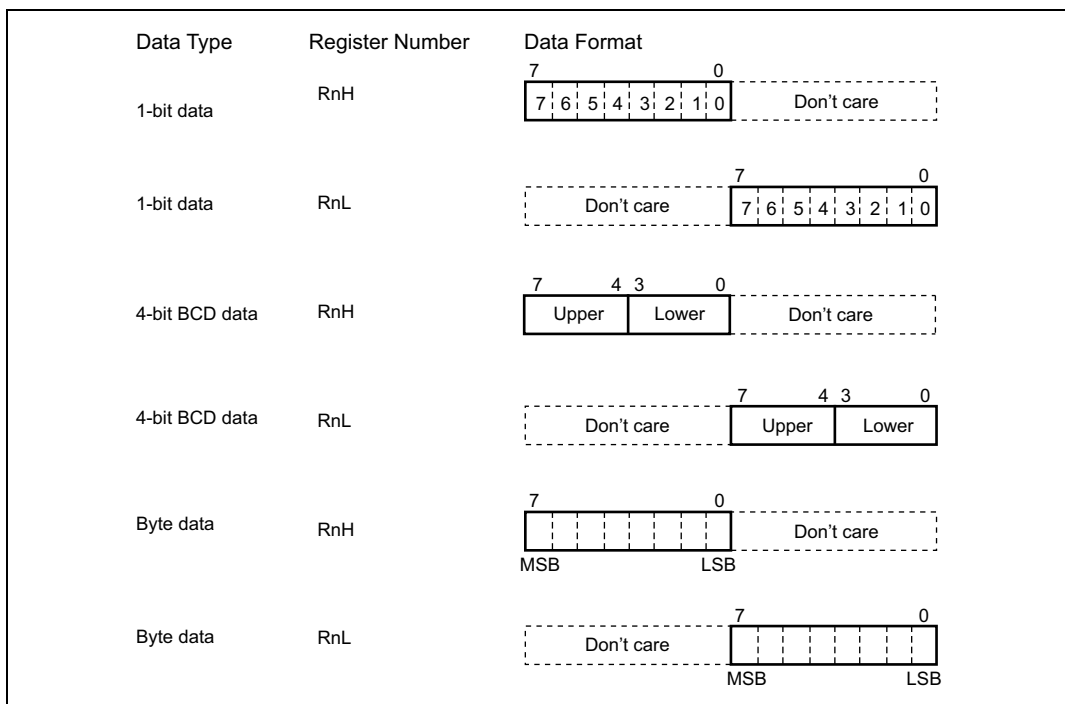 Data Type Register Number Data Format
7 0
1-bit data RnH 7 6 5 4 3 2 1 0 Don't care
7 0
1-bit data RnL Don't care 7 6 5 4 3 2 1 0
7 4 3 0
4-bit BCD data RnH Upper Lower Don't care
7 4 3 0
4-bit BCD data RnL Don't care Upper Lower
7 0
Byte data RnH Don't care
MSB LSB
7 0
Byte data RnL Don't care
MSB LSB